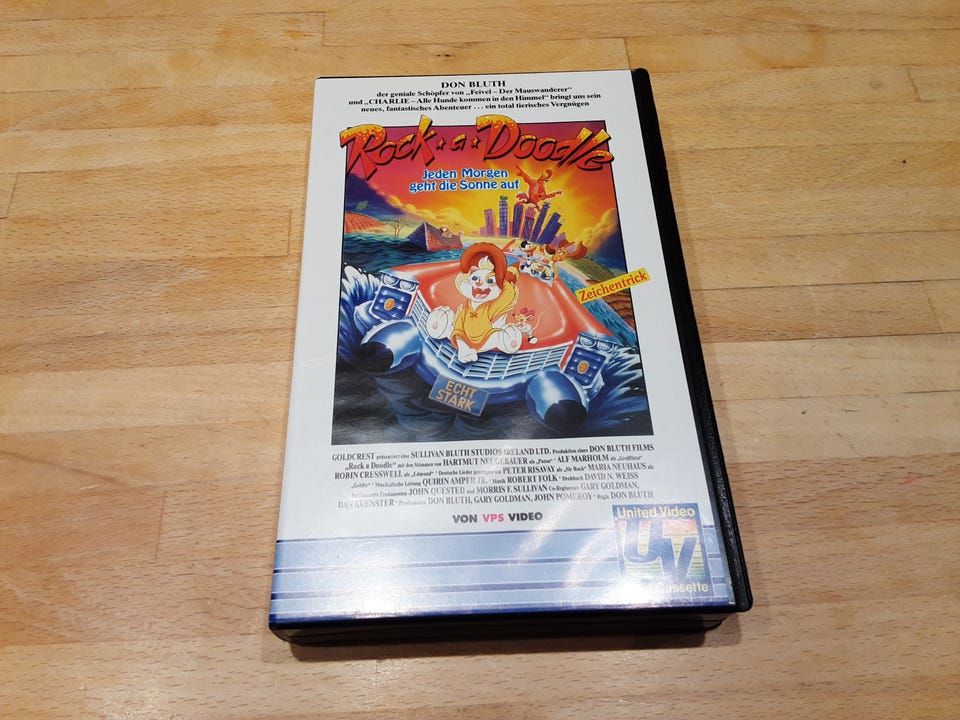 DON BLUTH
der geniale Schöpfer von „Feivel – Der Mauswanderer"
und „CHARLIE – Alle Hunde kommen in den Himmel" bringt uns sein
neues, fantastisches Abenteuer . . . ein total tierisches Vergnügen
Rock·a·Doodle
Jeden Morgen
geht die Sonne auf
Zeichentrick
ECHT
STARK
GOLDCREST präsentiert eine SULLIVAN BLUTH STUDIOS IRELAND LTD. Produktion eines DON BLUTH FILMS
„Rock a Doodle" mit den Stimmen von HARTMUT NEUGEBAUER als · ALF MARHOLM als
ROBIN CRESSWELL als „Edmond" · Deutsche Lieder gesungen von PETER RISAVAY als „Sir Rock" MARIA NEUHAUS als
„Goldie" · Musikalische Leitung QUIRIN AMPER JR. · Musik ROBERT FOLK · Drehbuch DAVID N. WEISS
Produzenten JOHN QUESTED und MORRIS F. SULLIVAN Co-Regisseure GARY GOLDMAN,
DAN KUENSTER · Produzenten DON BLUTH, GARY GOLDMAN, JOHN POMEROY · Regie DON BLUTH
VON VPS VIDEO
United Video
UV
Cassette